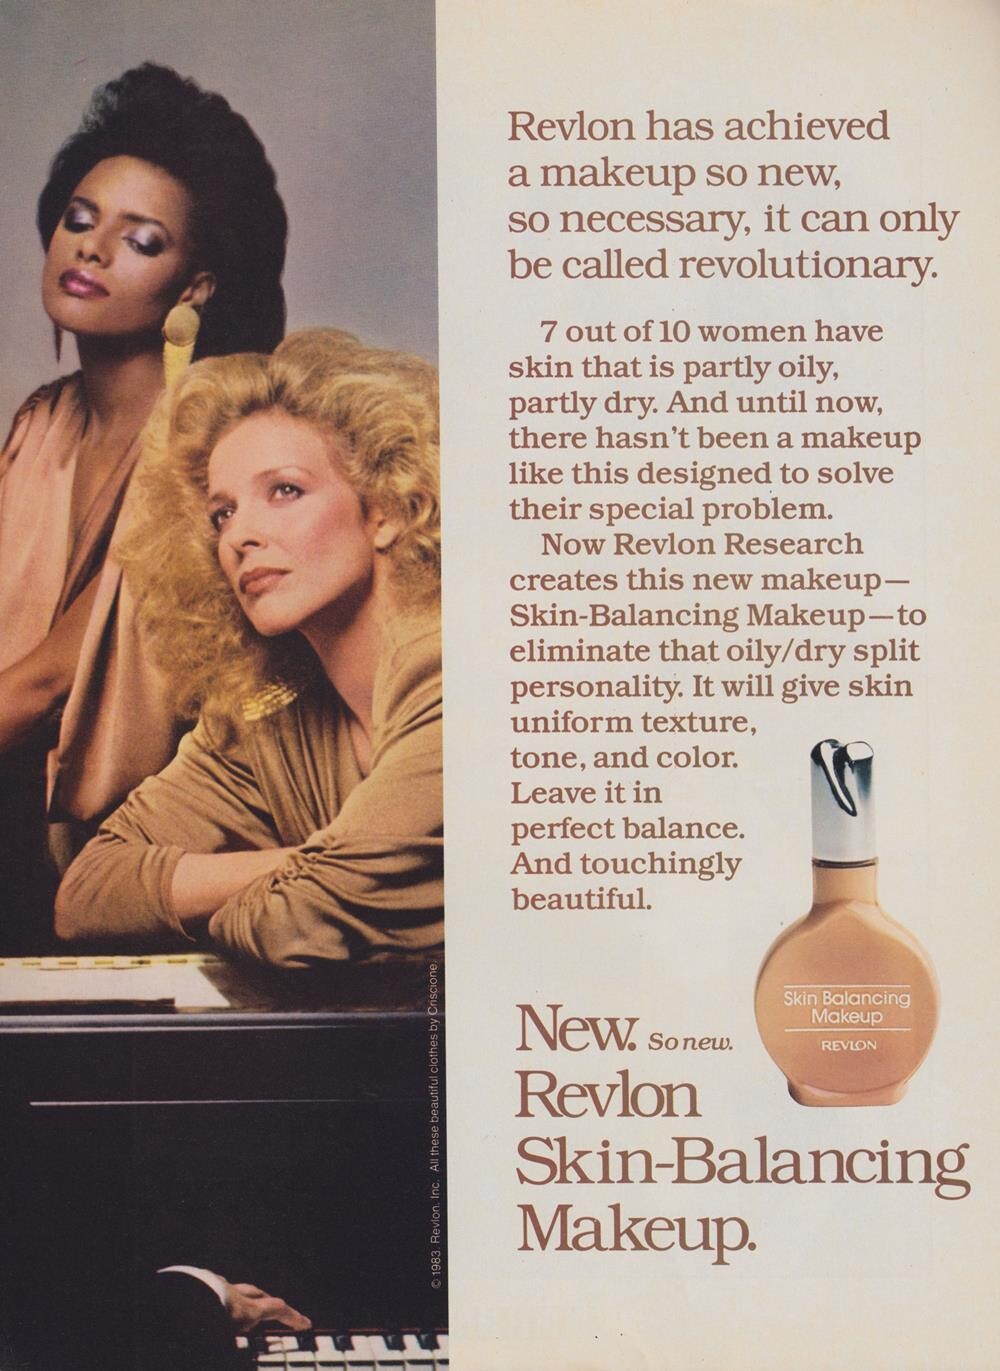 Revlon has achieved
a makeup so new,
so necessary, it can only
be called revolutionary.
7 out of 10 women have
skin that is partly oily,
partly dry. And until now,
there hasn't been a makeup
like this designed to solve
their special problem.
Now Revlon Research
creates this new makeup—
Skin-Balancing Makeup—to
eliminate that oily/dry split
personality. It will give skin
uniform texture,
tone, and color.
Leave it in
perfect balance.
And touchingly
beautiful.
Skin Balancing
Makeup
REVLON
New. So new.
Revlon
Skin-Balancing
Makeup.
© 1983. Revlon, Inc. All these beautiful clothes by Criscione.